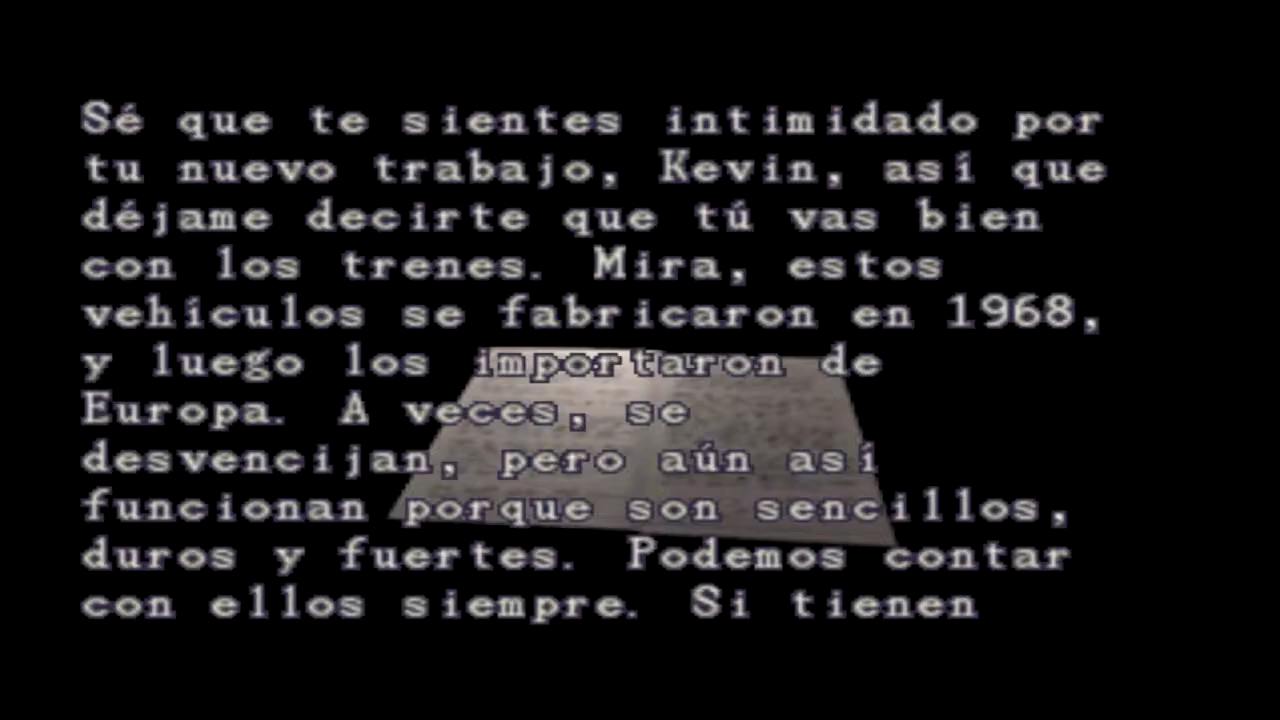 Sé que te sientes intimidado por
tu nuevo trabajo, Kevin, así que
déjame decirte que tú vas bien
con los trenes. Mira, estos
vehículos se fabricaron en 1968,
y luego los importaron de
Europa. A veces, se
desvencijan, pero aún así
funcionan porque son sencillos,
duros y fuertes. Podemos contar
con ellos siempre. Si tienen